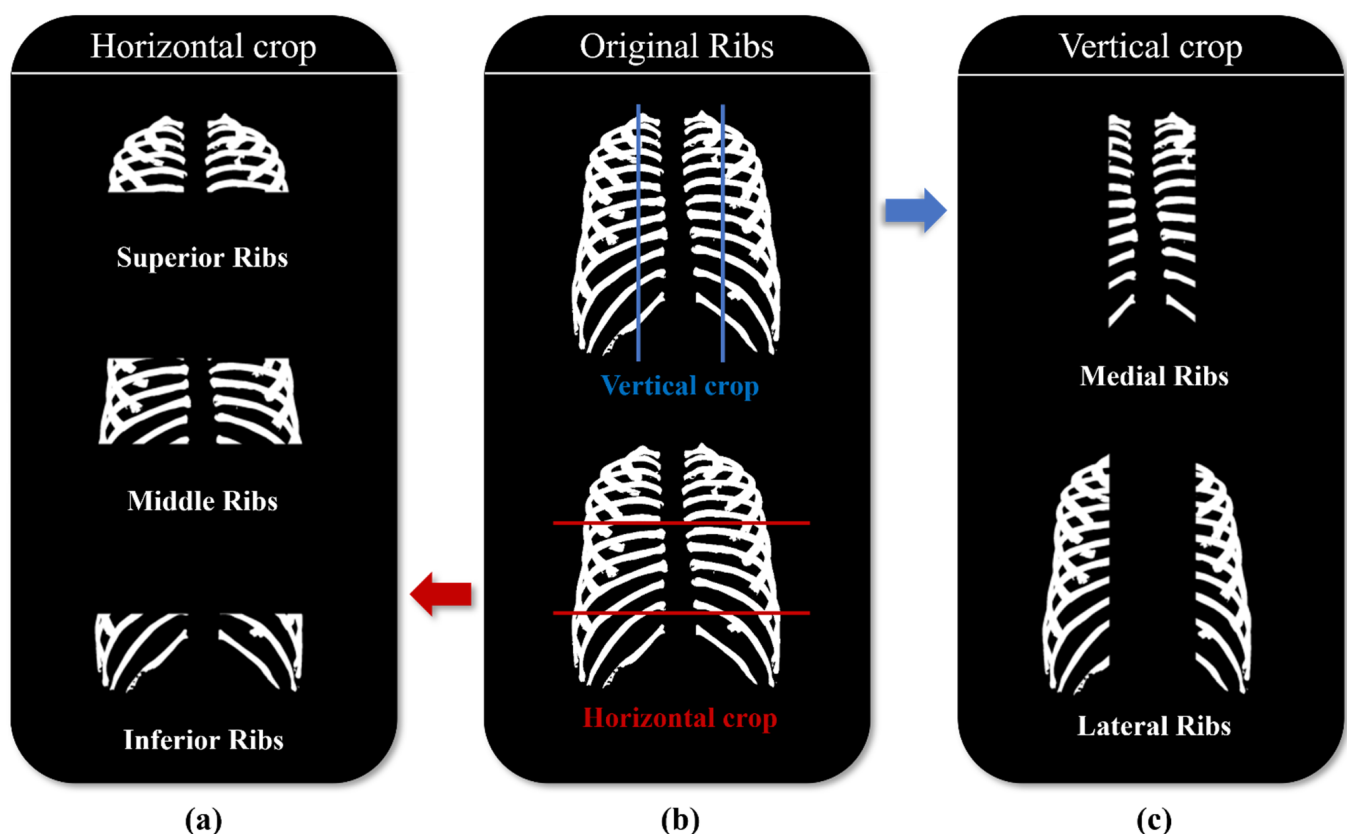 Horizontal crop
Superior Ribs
Middle Ribs
Inferior Ribs
(a)
Original Ribs
Vertical crop
Horizontal crop
(b)
Vertical crop
Medial Ribs
Lateral Ribs
(c)